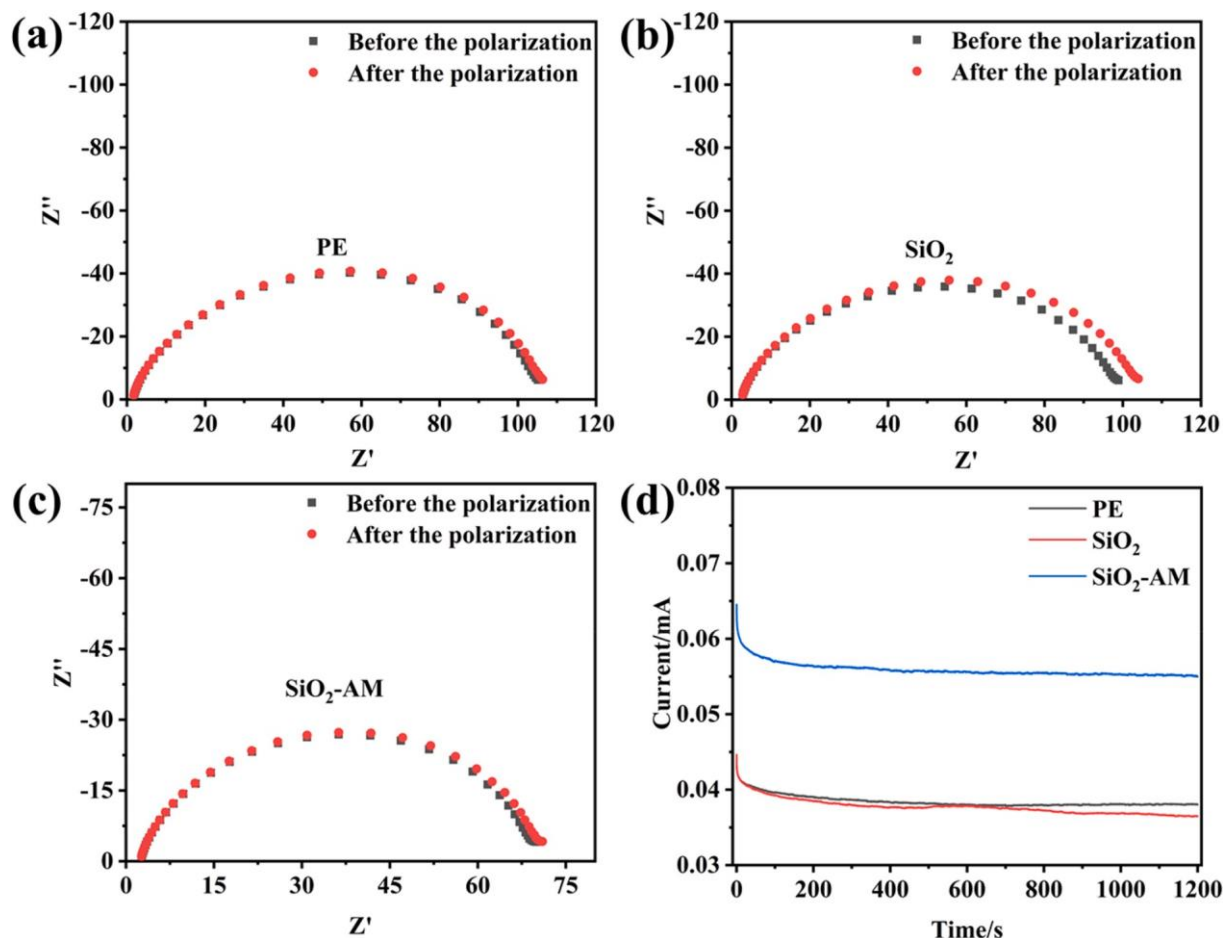 (a)
Before the polarization
After the polarization
-120
-100
-80
-60
-40
-20
0
Z''
PE
0 20 40 60 80 100 120
Z'
(b)
Before the polarization
After the polarization
-120
-100
-80
-60
-40
-20
0
Z''
SiO₂
0 20 40 60 80 100 120
Z'
(c)
Before the polarization
After the polarization
-75
-60
-45
-30
-15
0
Z''
SiO₂-AM
0 15 30 45 60 75
Z'
(d)
PE
SiO₂
SiO₂-AM
0.08
0.07
0.06
0.05
0.04
0.03
Current/mA
0 200 400 600 800 1000 1200
Time/s